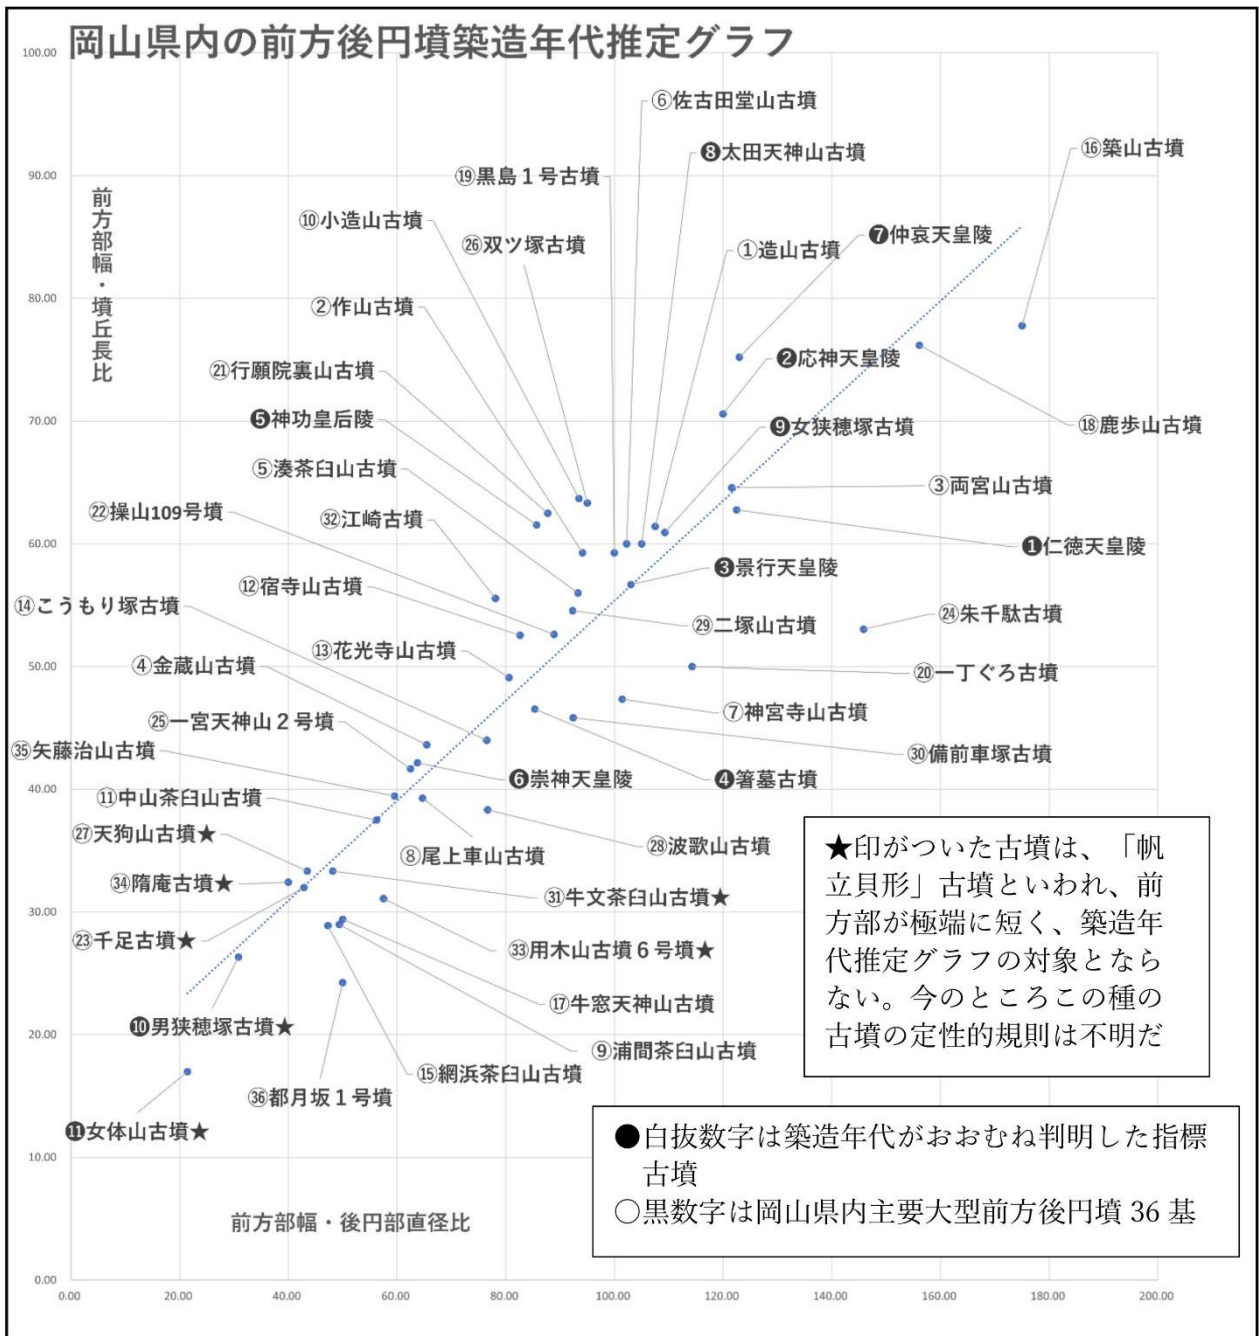 岡山県内の前方後円墳築造年代推定グラフ
100.00
90.00
80.00
70.00
60.00
50.00
40.00
30.00
20.00
10.00
0.00
前方部幅・墳丘長比
⑥佐古田堂山古墳
❽太田天神山古墳
⑯築山古墳
⑲黒島1号古墳
⑩小造山古墳
㉖双ツ塚古墳
①造山古墳
❼仲哀天皇陵
②作山古墳
❷応神天皇陵
㉑行願院裏山古墳
❺神功皇后陵
❾女狭穂塚古墳
⑱鹿歩山古墳
⑤湊茶臼山古墳
③両宮山古墳
㉒操山109号墳
㉜江崎古墳
❶仁徳天皇陵
❸景行天皇陵
⑫宿寺山古墳
⑭こうもり塚古墳
㉔朱千駄古墳
㉙二塚山古墳
⑬花光寺山古墳
④金蔵山古墳
⑳一丁ぐろ古墳
⑦神宮寺山古墳
㉕一宮天神山2号墳
㉟矢藤治山古墳
㉚備前車塚古墳
❻崇神天皇陵
❹箸墓古墳
⑪中山茶臼山古墳
㉗天狗山古墳★
㉘波歌山古墳
⑧尾上車山古墳
㉞隋庵古墳★
㉛牛文茶臼山古墳★
㉓千足古墳★
㉝用木山古墳6号墳★
⑰牛窓天神山古墳
❿男狭穂塚古墳★
⑨浦間茶臼山古墳
⑮網浜茶臼山古墳
㊱都月坂1号墳
⓫女体山古墳★
★印がついた古墳は、「帆
立貝形」古墳といわれ、前
方部が極端に短く、築造年
代推定グラフの対象となら
ない。今のところこの種の
古墳の定性的規則は不明だ
●白抜数字は築造年代がおおむね判明した指標
古墳
○黒数字は岡山県内主要大型前方後円墳 36 基
前方部幅・後円部直径比
0.00 20.00 40.00 60.00 80.00 100.00 120.00 140.00 160.00 180.00 200.00